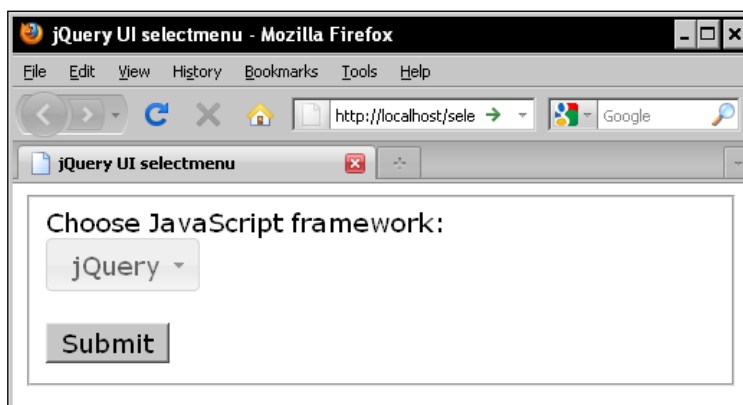 jQuery UI selectmenu - Mozilla Firefox
File Edit View History Bookmarks Tools Help
http://localhost/sele Google
jQuery UI selectmenu
Choose JavaScript framework:
jQuery
Submit